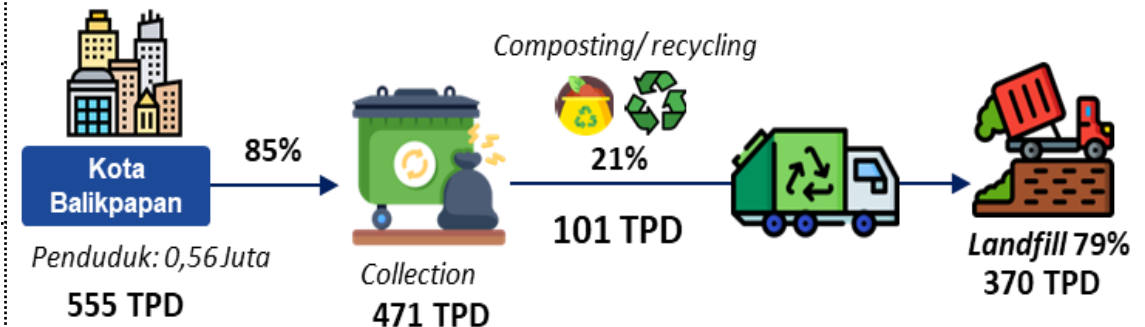 Kota
Balikpapan
Penduduk: 0,56 Juta
555 TPD
85%
Collection
471 TPD
Composting/ recycling
21%
101 TPD
Landfill 79%
370 TPD